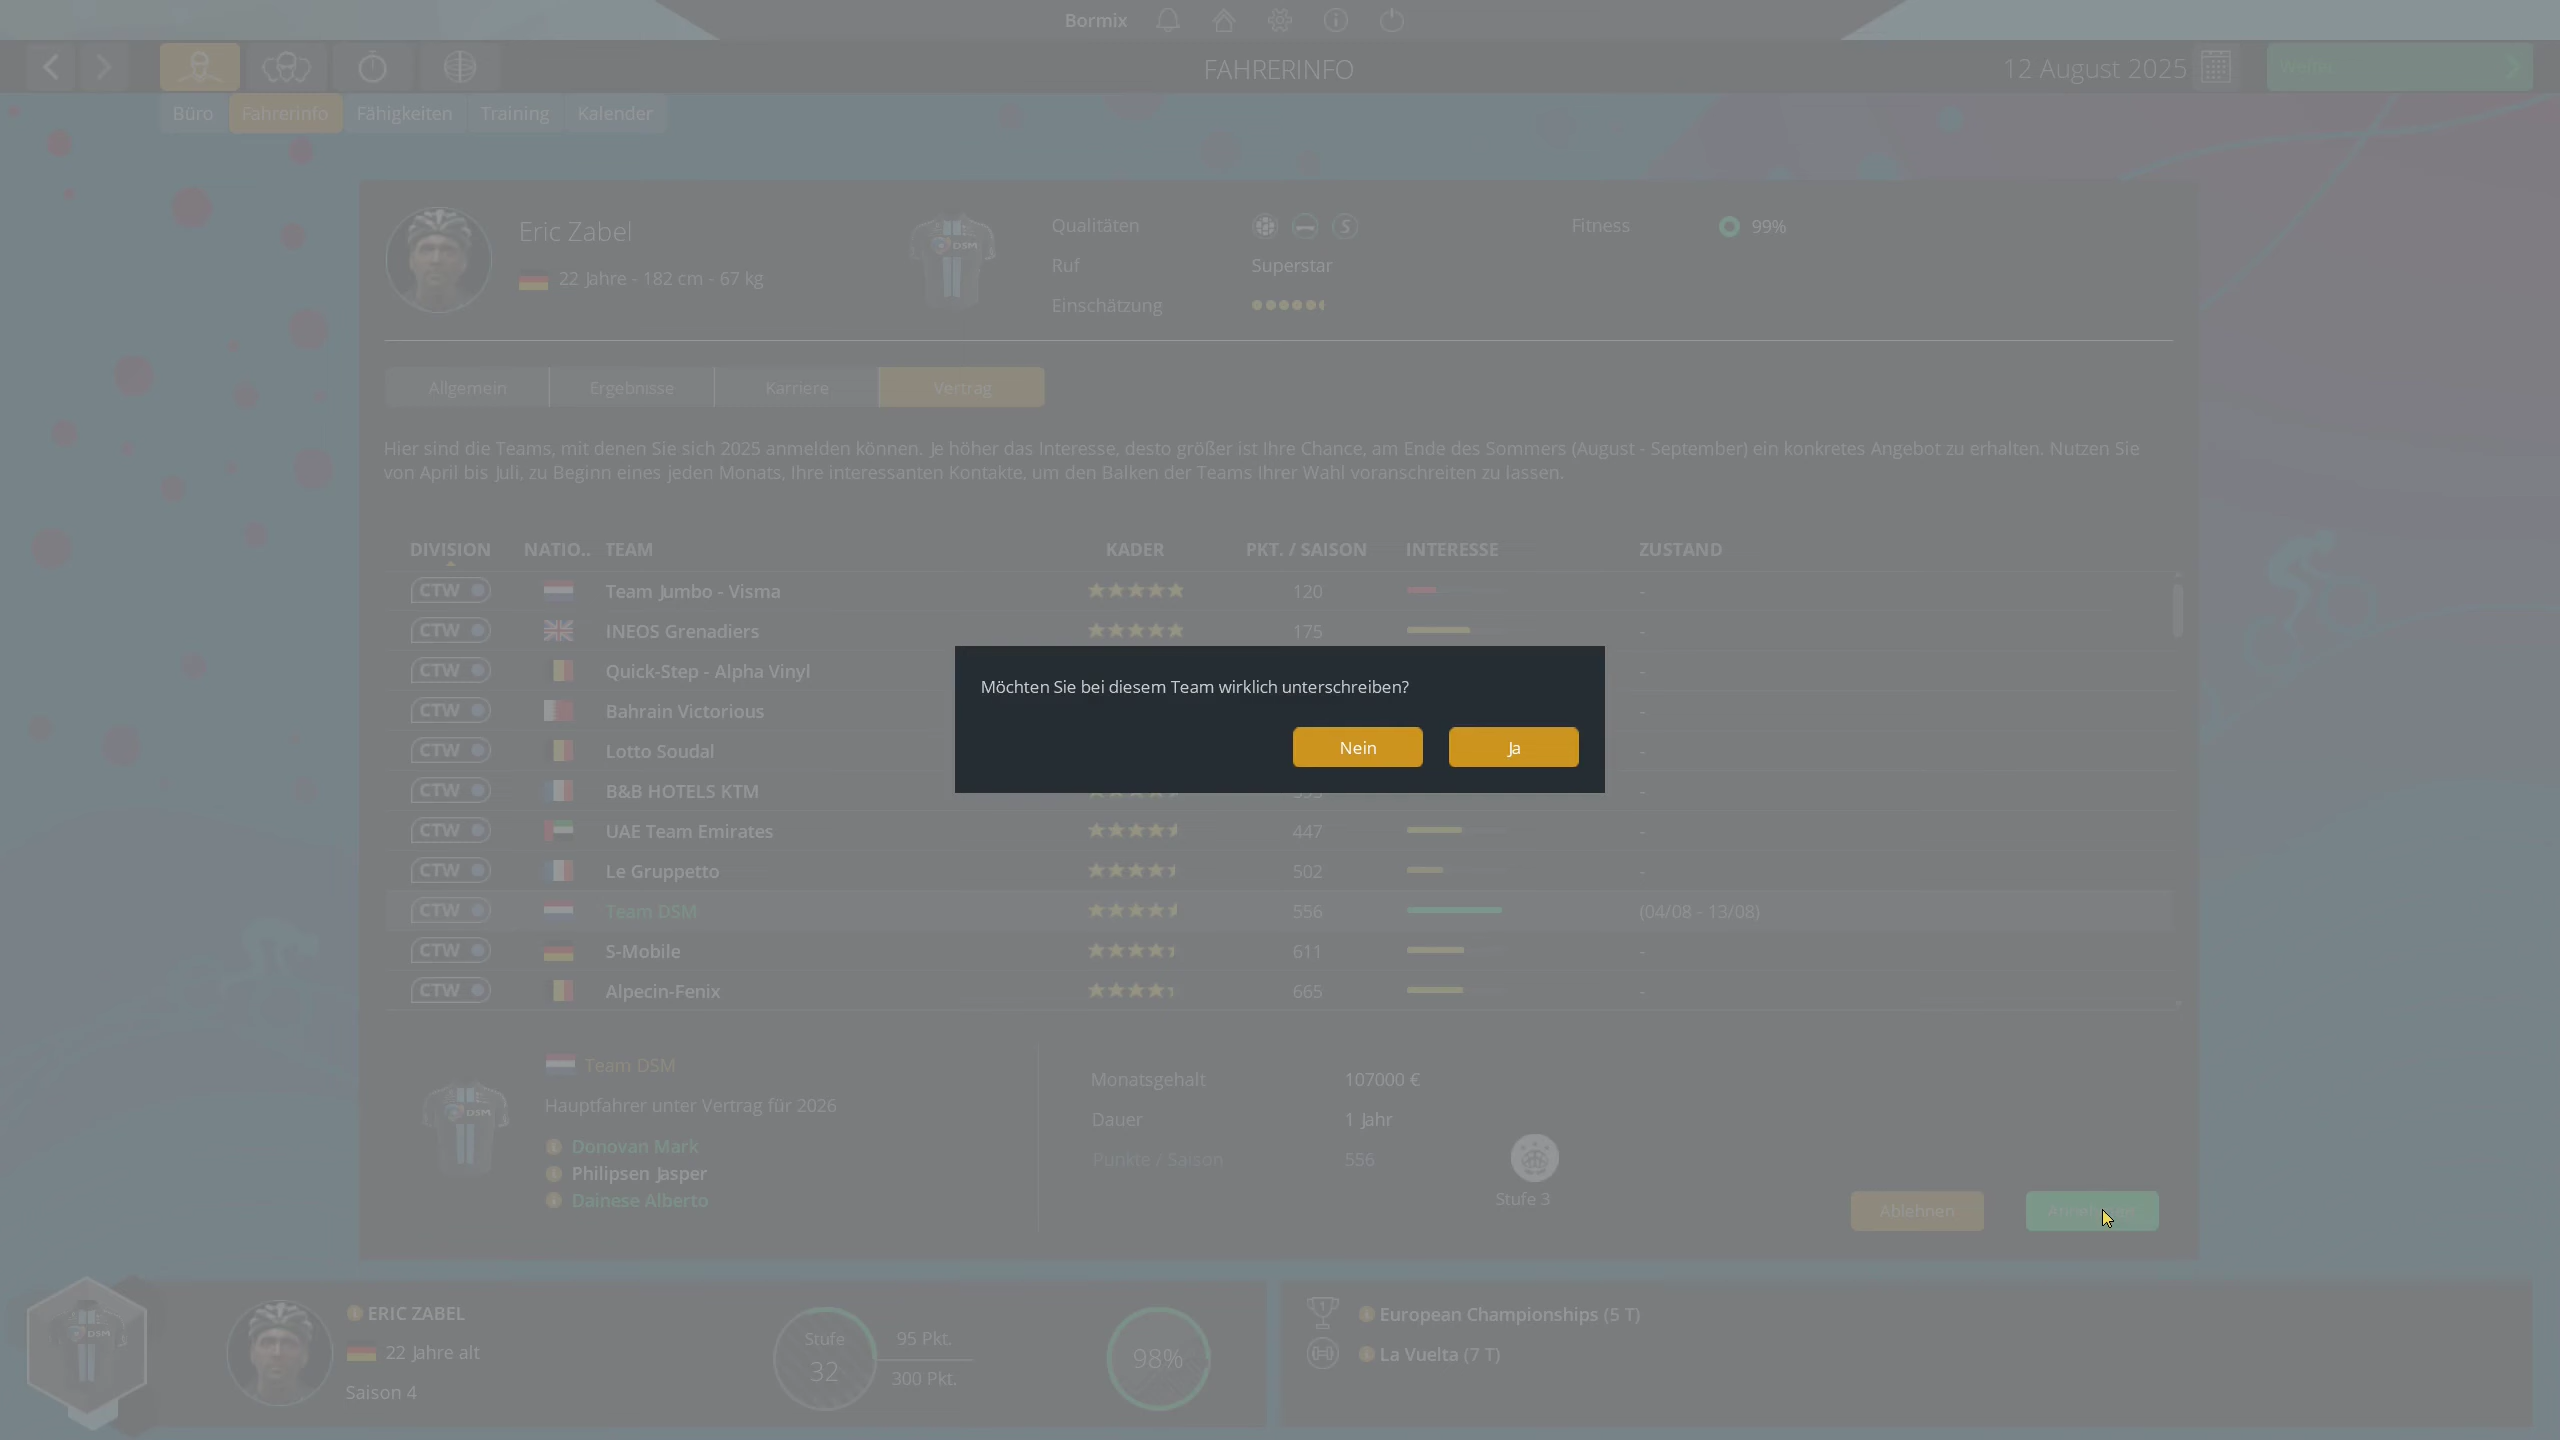 Bormix
FAHRERINFO
12 August 2025
Weiter
Büro Fahrerinfo Fähigkeiten Training Kalender
Eric Zabel
22 Jahre - 182 cm - 67 kg
DSM
Qualitäten
S
Fitness 99%
Ruf Superstar
Einschätzung
Allgemein Ergebnisse Karriere Vertrag
Hier sind die Teams, mit denen Sie sich 2025 anmelden können. Je höher das Interesse, desto größer ist Ihre Chance, am Ende des Sommers (August - September) ein konkretes Angebot zu erhalten. Nutzen Sie
von April bis Juli, zu Beginn eines jeden Monats, Ihre interessanten Kontakte, um den Balken der Teams Ihrer Wahl voranschreiten zu lassen.
DIVISION NATIO.. TEAM KADER PKT. / SAISON INTERESSE ZUSTAND
CTW Team Jumbo - Visma 120 -
CTW INEOS Grenadiers 175 -
CTW Quick-Step - Alpha Vinyl -
CTW Bahrain Victorious -
CTW Lotto Soudal -
CTW B&B HOTELS KTM -
CTW UAE Team Emirates 447 -
CTW Le Gruppetto 502 -
CTW Team DSM 556 (04/08 - 13/08)
CTW S-Mobile 611 -
CTW Alpecin-Fenix 665 -
Möchten Sie bei diesem Team wirklich unterschreiben?
Nein Ja
Team DSM
Hauptfahrer unter Vertrag für 2026
DSM
Donovan Mark
Philipsen Jasper
Dainese Alberto
Monatsgehalt 107000 €
Dauer 1 Jahr
Punkte / Saison 556
Stufe 3
Ablehnen
DSM
ERIC ZABEL
22 Jahre alt
Saison 4
Stufe
32
95 Pkt.
300 Pkt.
98%
1
European Championships (5 T)
La Vuelta (7 T)